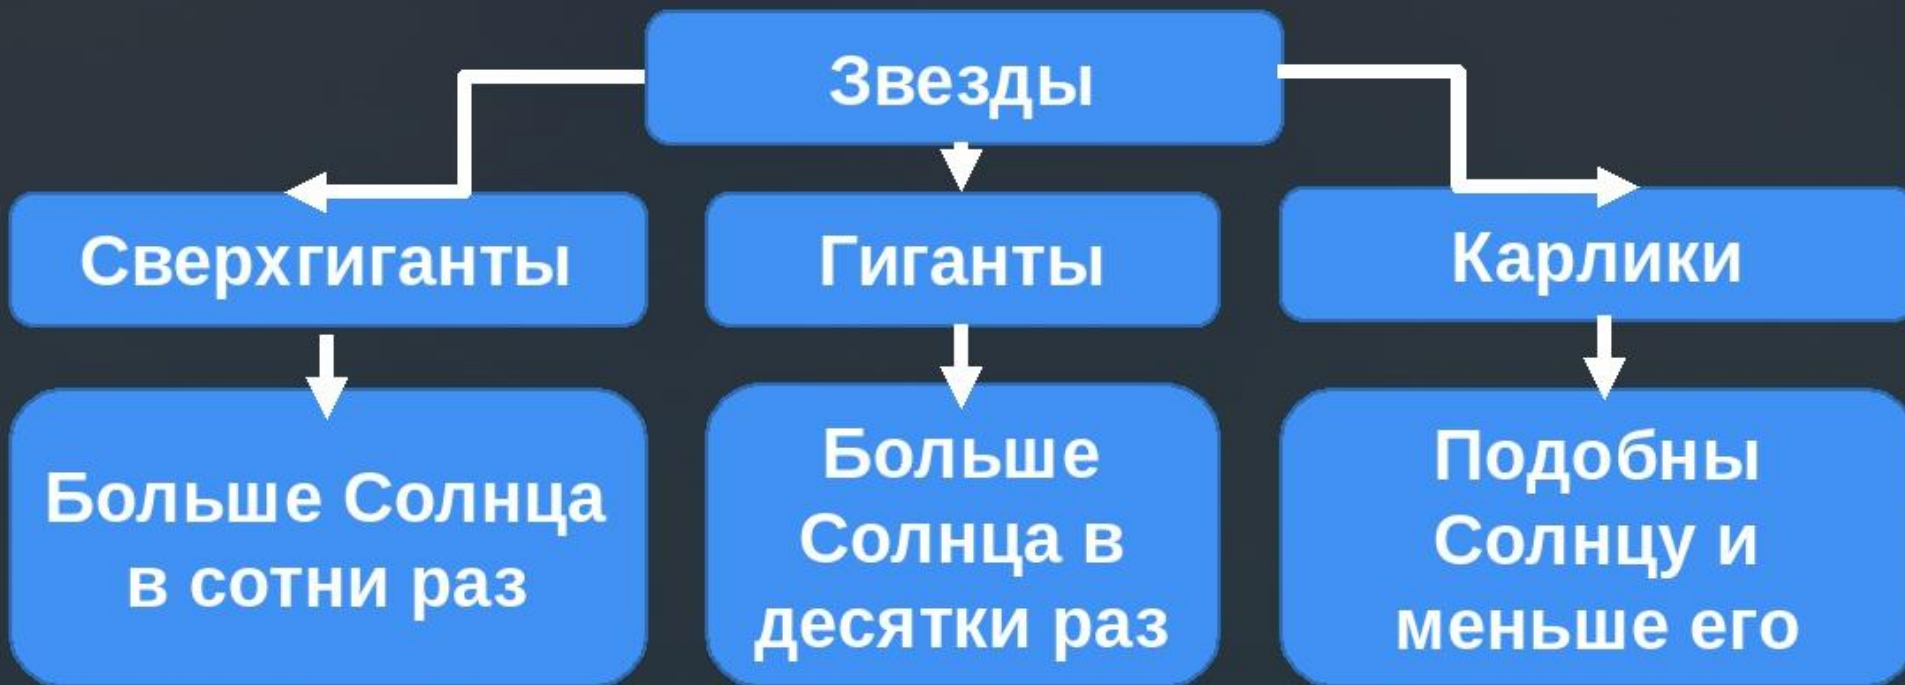 Звезды
Сверхгиганты
Гиганты
Карлики
Больше Солнца
в сотни раз
Больше
Солнца в
десятки раз
Подобны
Солнцу и
меньше его